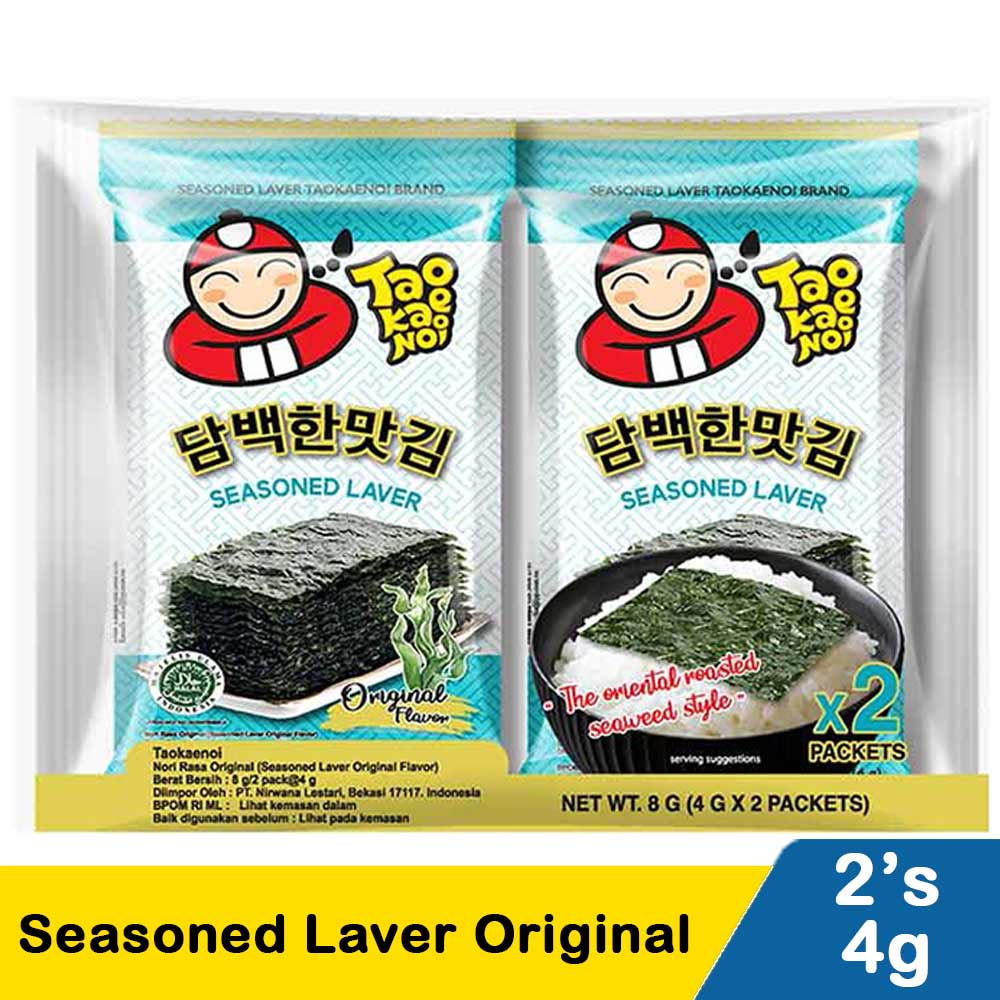 SEASONED LAVER TAOKAENOI BRAND
Tao
Kae
Noi
담백한맛김
SEASONED LAVER
Original
Flavor
HALAL
INDONESIA
Taokaenoi
Nori Rasa Original (Seasoned Laver Original Flavor)
Berat Bersih : 8 g/2 pack@4 g
Diimpor Oleh : PT. Nirwana Lestari, Bekasi 17117. Indonesia
BPOM RI ML : Lihat kemasan dalam
Baik digunakan sebelum : Lihat pada kemasan
SEASONED LAVER TAOKAENOI BRAND
Tao
Kae
Noi
담백한맛김
SEASONED LAVER
" The oriental roasted
seaweed style "
x2
PACKETS
serving suggestions
NET WT. 8 G (4 G X 2 PACKETS)
Seasoned Laver Original
2's
4g